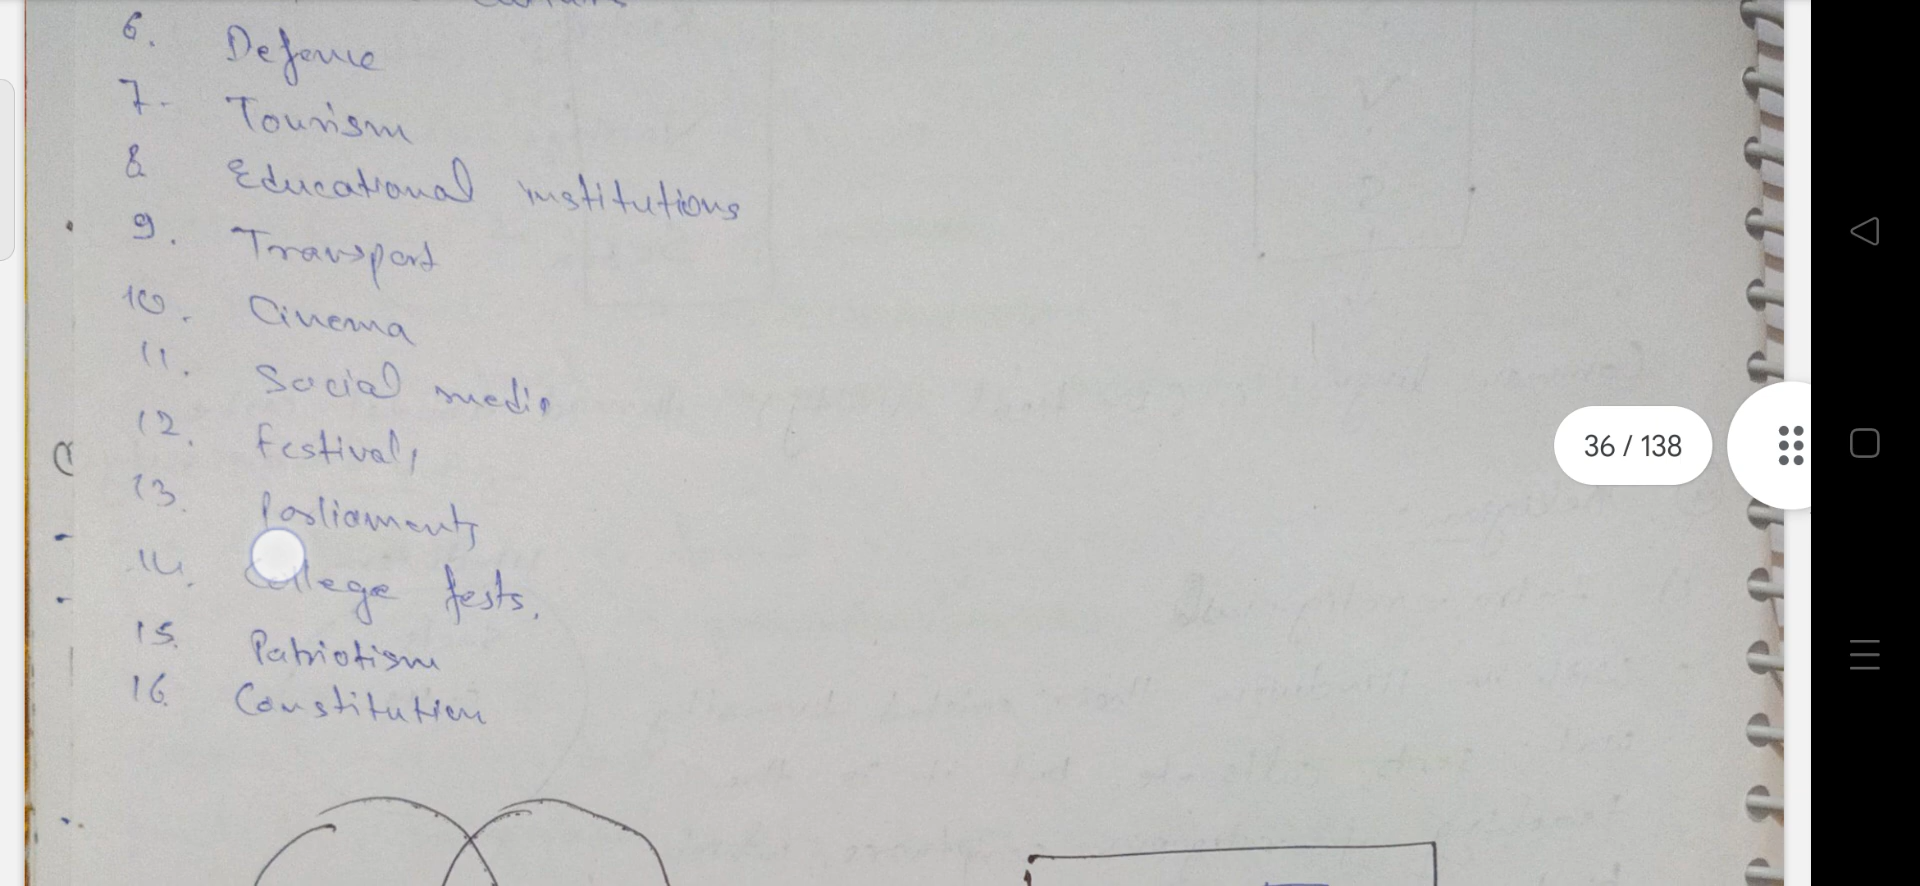 6. Defence
7. Tourism
8 Educational institutions
9. Transport
10. Cinema
11. Social media
12. festivals
13. Parliaments
14. College fests.
15. Patriotism
16. Constitution
36 / 138